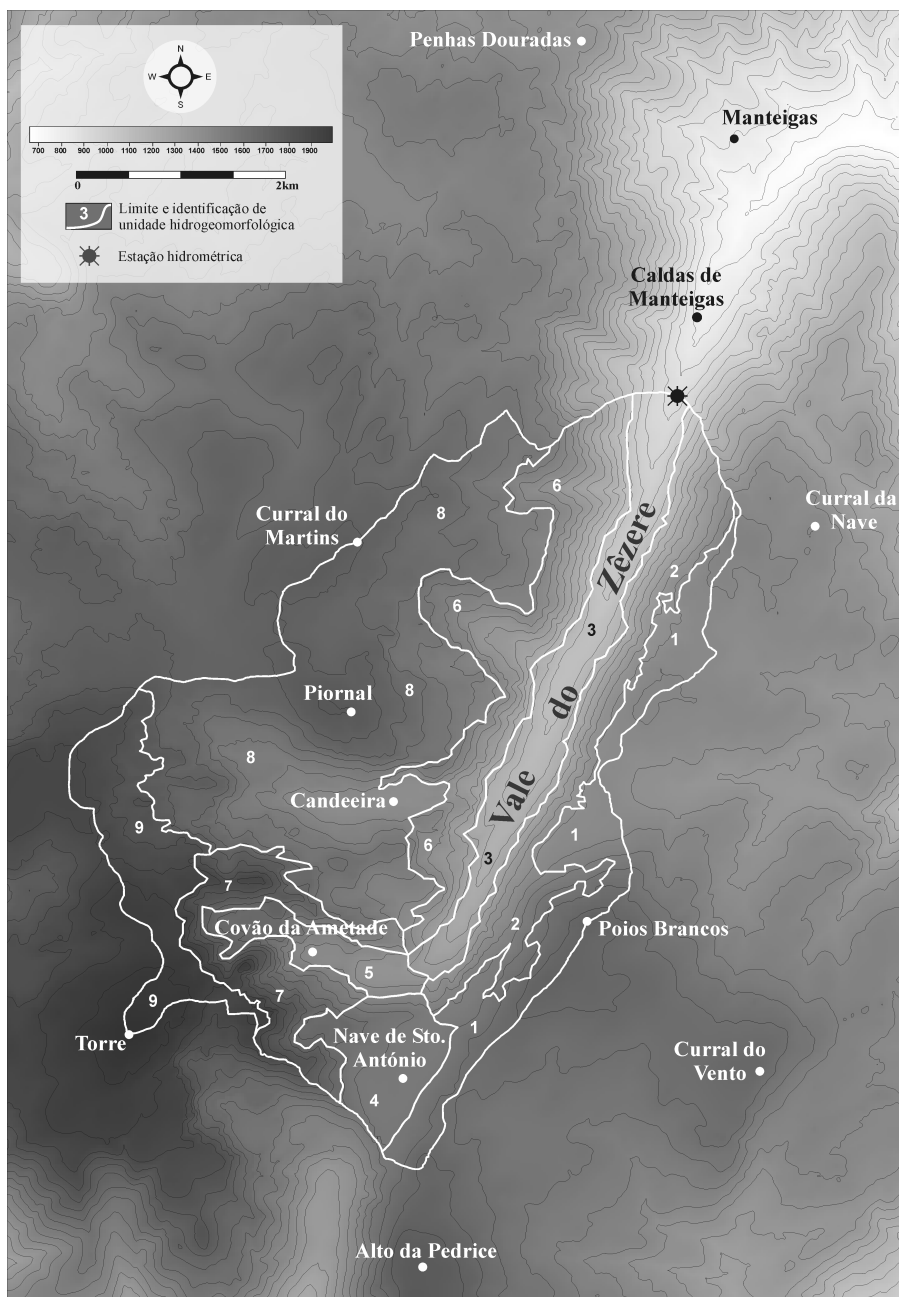 Penhas Douradas
N
W E
S
700 800 900 1000 1100 1200 1300 1400 1500 1600 1700 1800 1900
0 2km
3 Limite e identificação de
unidade hidrogeomorfológica
Estação hidrométrica
Manteigas
Caldas de
Manteigas
6
8
Curral do
Martins
Curral da
Nave
2
6
3
1
Vale do Zêzere
8
Piornal
8
Candeeira
9
6
3
1
7
Covão da Ametade
2
Poios Brancos
5
7
9
1
Torre
Nave de Sto.
António
4
Curral do
Vento
Alto da Pedrice